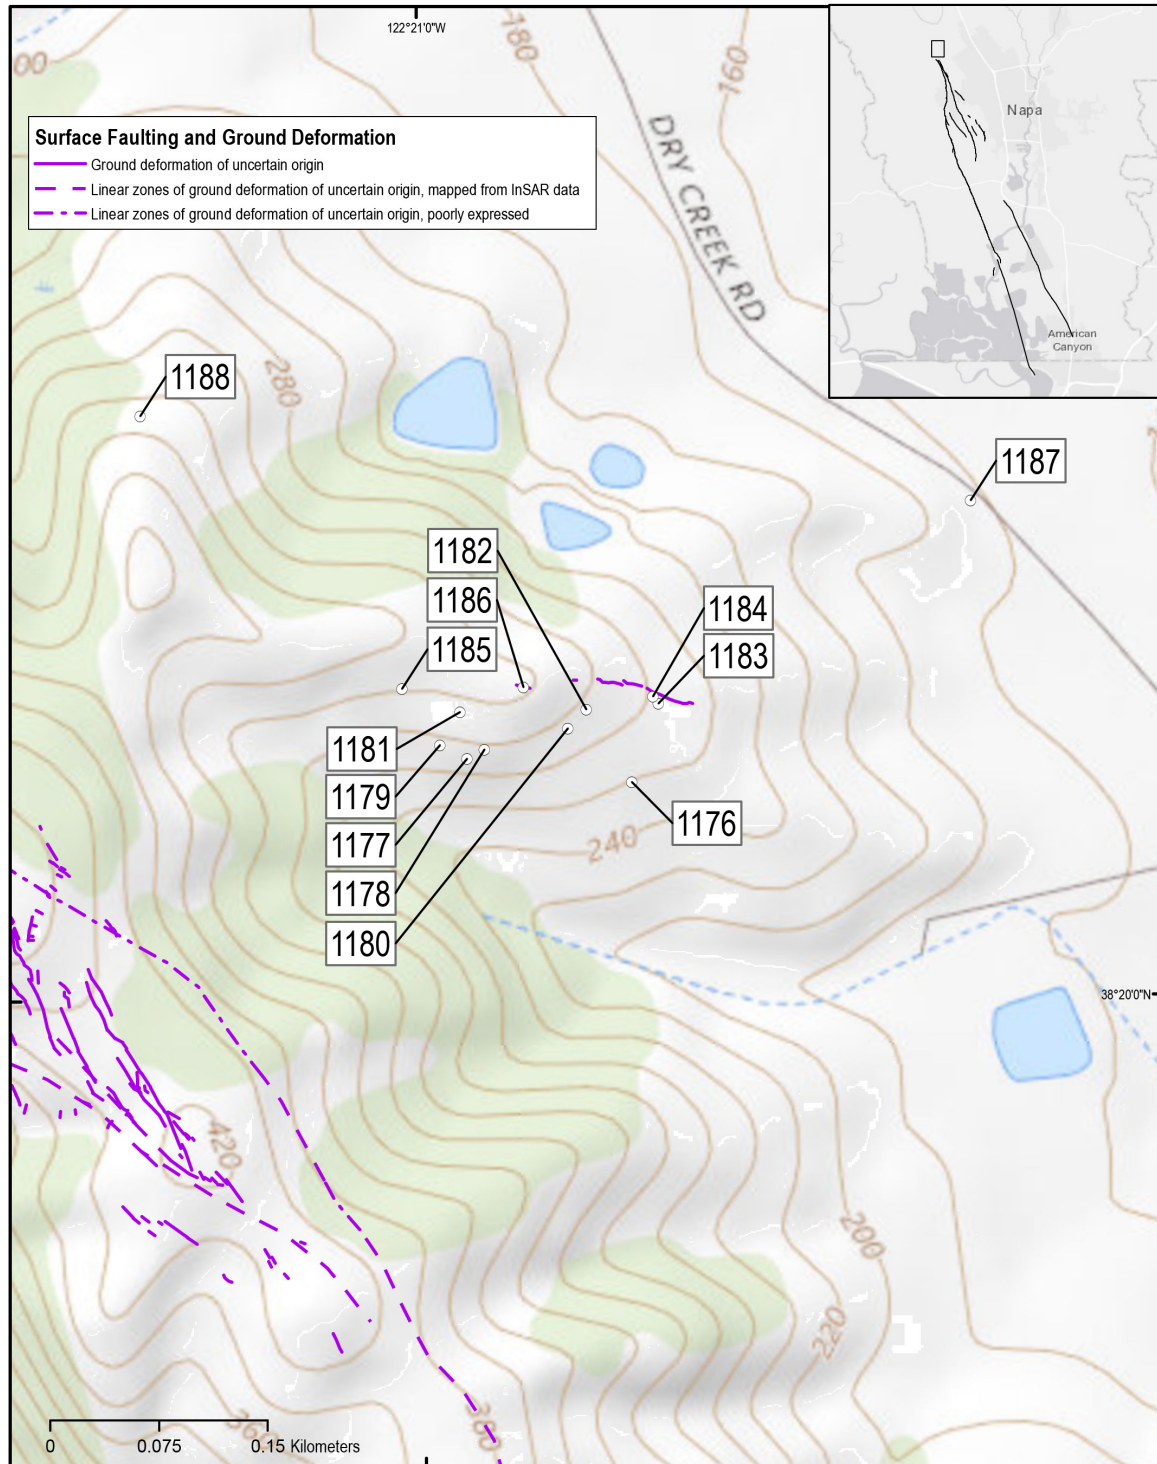 122°21'0"W
00
180
160
DRY CREEK RD
Napa
American
Canyon
Surface Faulting and Ground Deformation
Ground deformation of uncertain origin
Linear zones of ground deformation of uncertain origin, mapped from InSAR data
Linear zones of ground deformation of uncertain origin, poorly expressed
1188
280
1187
1182
1186
1185
1184
1183
1181
1179
1177
1178
1180
1176
240
38°20'0"N
420
200
220
360
380
0 0.075 0.15 Kilometers